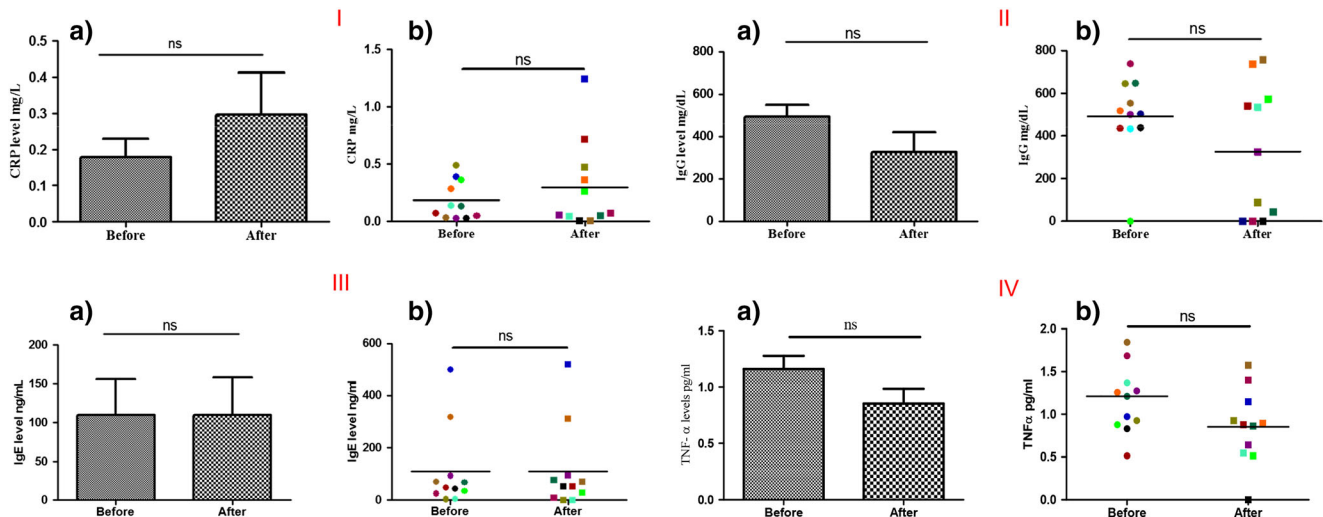 I
a)
ns
CRP level mg/L
0.5
0.4
0.3
0.2
0.1
0.0
Before
After
b)
ns
CRP mg/L
1.5
1.0
0.5
0.0
Before
After
II
a)
ns
IgG level mg/dL
800
600
400
200
0
Before
After
b)
ns
IgG mg/dL
800
600
400
200
0
Before
After
III
a)
ns
IgE level ng/mL
200
150
100
50
0
Before
After
b)
ns
IgE level ng/ml
600
400
200
0
Before
After
IV
a)
ns
TNF- α levels pg/ml
1.5
1.0
0.5
0.0
Before
After
b)
ns
TNFα pg/ml
2.0
1.5
1.0
0.5
0.0
Before
After